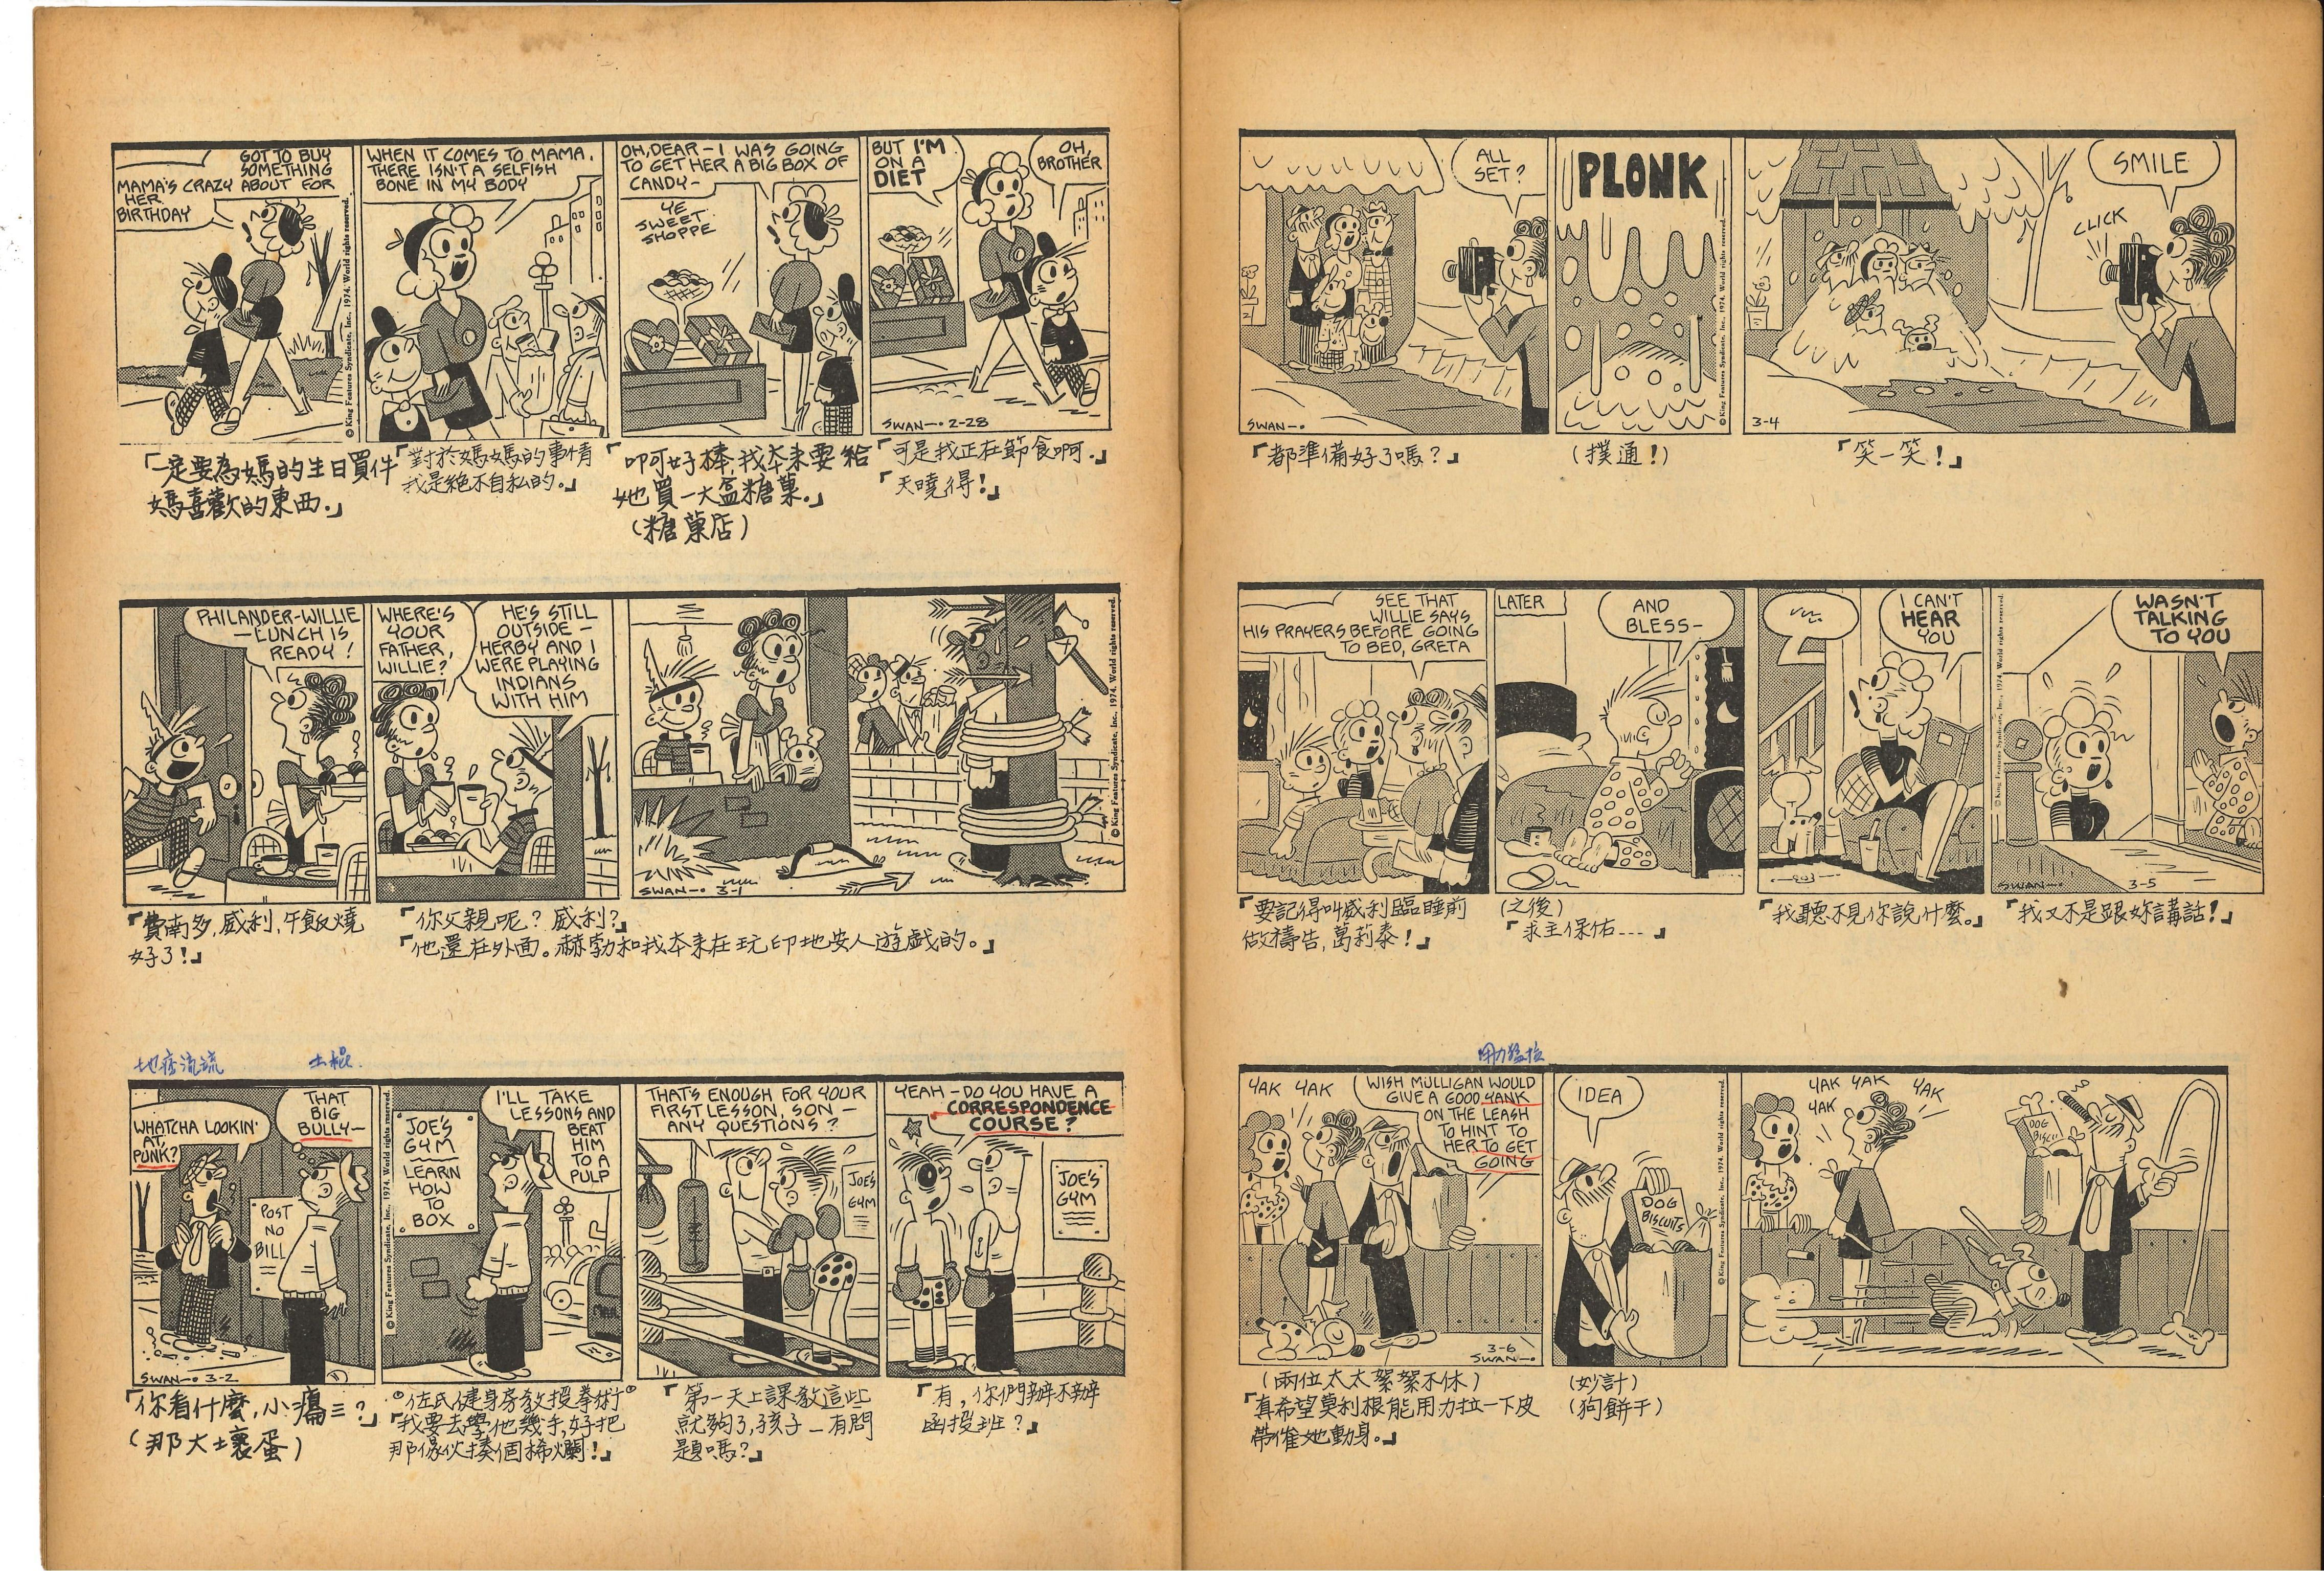 GOT TO BUY
SOMETHING
MAMA'S CRAZY ABOUT FOR
HER
BIRTHDAY
© King Features Syndicate, Inc., 1974. World rights reserved.
WHEN IT COMES TO MAMA,
THERE ISN'T A SELFISH
BONE IN MY BODY
OH, DEAR - I WAS GOING
TO GET HER A BIG BOX OF
CANDY -
YE
SWEET
SHOPPE
BUT I'M
ON A
DIET
OH,
BROTHER
SWAN 2-28
「一定要為媽的生日買件
媽喜歡的東西.」
「對於媽媽的事情
我是絕不自私的。」
「叩可好棒,我本來要給
她買一大盒糖菓。」
(糖菓店)
「可是我正在節食啊.」
「天曉得!」
PHILANDER-WILLIE
- LUNCH IS
READY!
WHERE'S
YOUR
FATHER,
WILLIE?
HE'S STILL
OUTSIDE -
HERBY AND I
WERE PLAYING
INDIANS
WITH HIM
SWAN 3-1
© King Features Syndicate, Inc., 1974. World rights reserved.
「費南多,威利,午飯燒
好了!」
「你父親呢? 威利?」
「他還在外面。赫勃和我本來在玩印地安人遊戲的。」
地痞流流
土棍.
WHATCHA LOOKIN'
AT,
PUNK?
THAT
BIG
BULLY-
POST
NO
BILL
SWAN 3-2
© King Features Syndicate, Inc., 1974. World rights reserved.
JOE'S
GYM
LEARN
HOW
TO
BOX
I'LL TAKE
LESSONS AND
BEAT
HIM
TO A
PULP
MAIL
THAT'S ENOUGH FOR YOUR
FIRST LESSON, SON -
ANY QUESTIONS?
JOE'S
GYM
YEAH - DO YOU HAVE A
CORRESPONDENCE
COURSE?
JOE'S
GYM
「你看什麼,小癟三?」
(那大土壞蛋)
°佐氏健身房教授拳術°
「我要去學他幾手,好把
那傢伙揍個稀爛!」
「第一天上課教這些
就夠了,孩子—有問
題嗎?」
「有,你們辦不辦
函授班?」
ALL
SET?
SWAN
PLONK
© King Features Syndicate, Inc., 1974. World rights reserved.
SMILE
CLICK
3-4
「都準備好了嗎?」
(撲通!)
「笑一笑!」
SEE THAT
WILLIE SAYS
HIS PRAYERS BEFORE GOING
TO BED, GRETA
LATER
AND
BLESS-
I CAN'T
HEAR
YOU
© King Features Syndicate, Inc., 1974. World rights reserved.
WASN'T
TALKING
TO YOU
SWAN 3-5
「要記得叫威利臨睡前
做禱告,萬莉泰!」
(之後)
「求主保佑---」
「我聽不見你說什麼。」
「我又不是跟妳講話!」
用力猛拉
YAK YAK
WISH MULLIGAN WOULD
GIVE A GOOD YANK
ON THE LEASH
TO HINT TO
HER TO GET
GOING
3-6
SWAN
IDEA
DOG
BISCUITS
© King Features Syndicate, Inc., 1974. World rights reserved.
YAK YAK
YAK
YAK
DOG
BISCU
(兩位太太絮絮不休)
「真希望莫利根能用力拉一下皮
帶催她動身。」
(妙計)
(狗餅干)